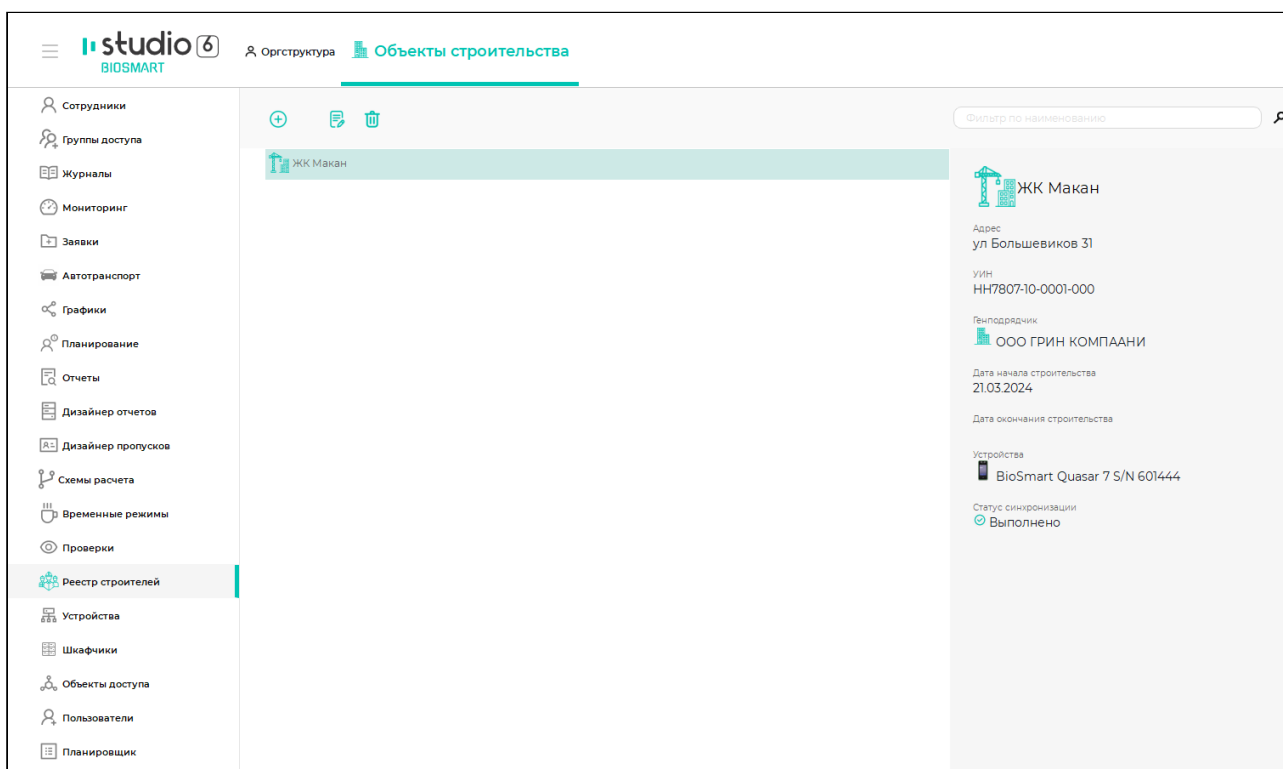 studio 6
BIOSMART
Оргструктура
Объекты строительства
Сотрудники
Группы доступа
Журналы
Мониторинг
Заявки
Автотранспорт
Графики
Планирование
Отчеты
Дизайнер отчетов
Дизайнер пропусков
Схемы расчета
Временные режимы
Проверки
Реестр строителей
Устройства
Шкафчики
Объекты доступа
Пользователи
Планировщик
Фильтр по наименованию
ЖК Макан
ЖК Макан
Адрес
ул Большевиков 31
УИН
НН7807-10-0001-000
Генподрядчик
ООО ГРИН КОМПААНИ
Дата начала строительства
21.03.2024
Дата окончания строительства
Устройства
BioSmart Quasar 7 S/N 601444
Статус синхронизации
Выполнено